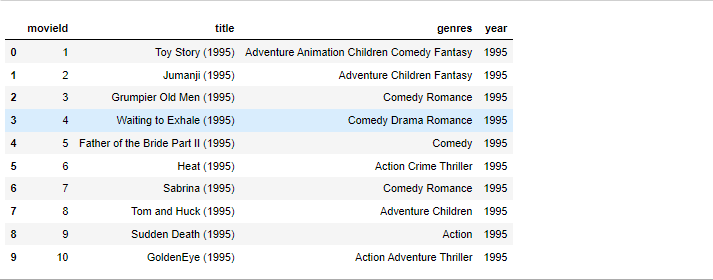 movieId title genres year
0 1 Toy Story (1995) Adventure Animation Children Comedy Fantasy 1995
1 2 Jumanji (1995) Adventure Children Fantasy 1995
2 3 Grumpier Old Men (1995) Comedy Romance 1995
3 4 Waiting to Exhale (1995) Comedy Drama Romance 1995
4 5 Father of the Bride Part II (1995) Comedy 1995
5 6 Heat (1995) Action Crime Thriller 1995
6 7 Sabrina (1995) Comedy Romance 1995
7 8 Tom and Huck (1995) Adventure Children 1995
8 9 Sudden Death (1995) Action 1995
9 10 GoldenEye (1995) Action Adventure Thriller 1995